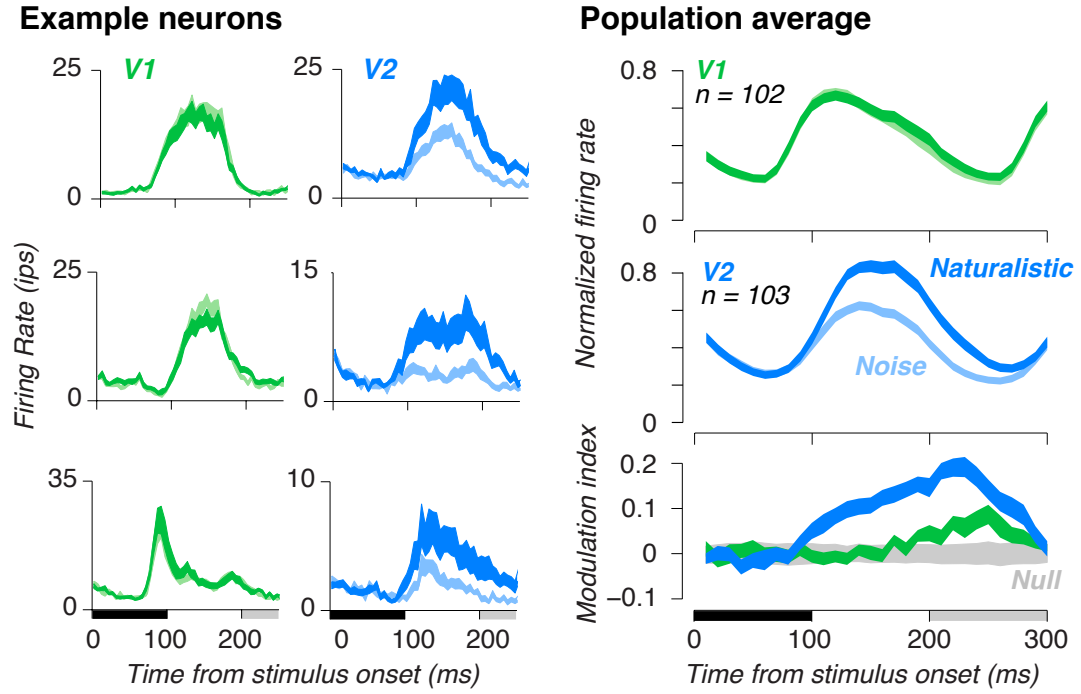 Example neurons
Population average
V1
V2
25
0
25
0
25
0
15
0
35
0
10
0
Firing Rate (ips)
0
100
200
0
100
200
Time from stimulus onset (ms)
V1
n = 102
0.8
0
Normalized firing rate
V2
n = 103
Naturalistic
Noise
0.8
0
Modulation index
0.2
0.1
0
−0.1
Null
0
100
200
300
Time from stimulus onset (ms)